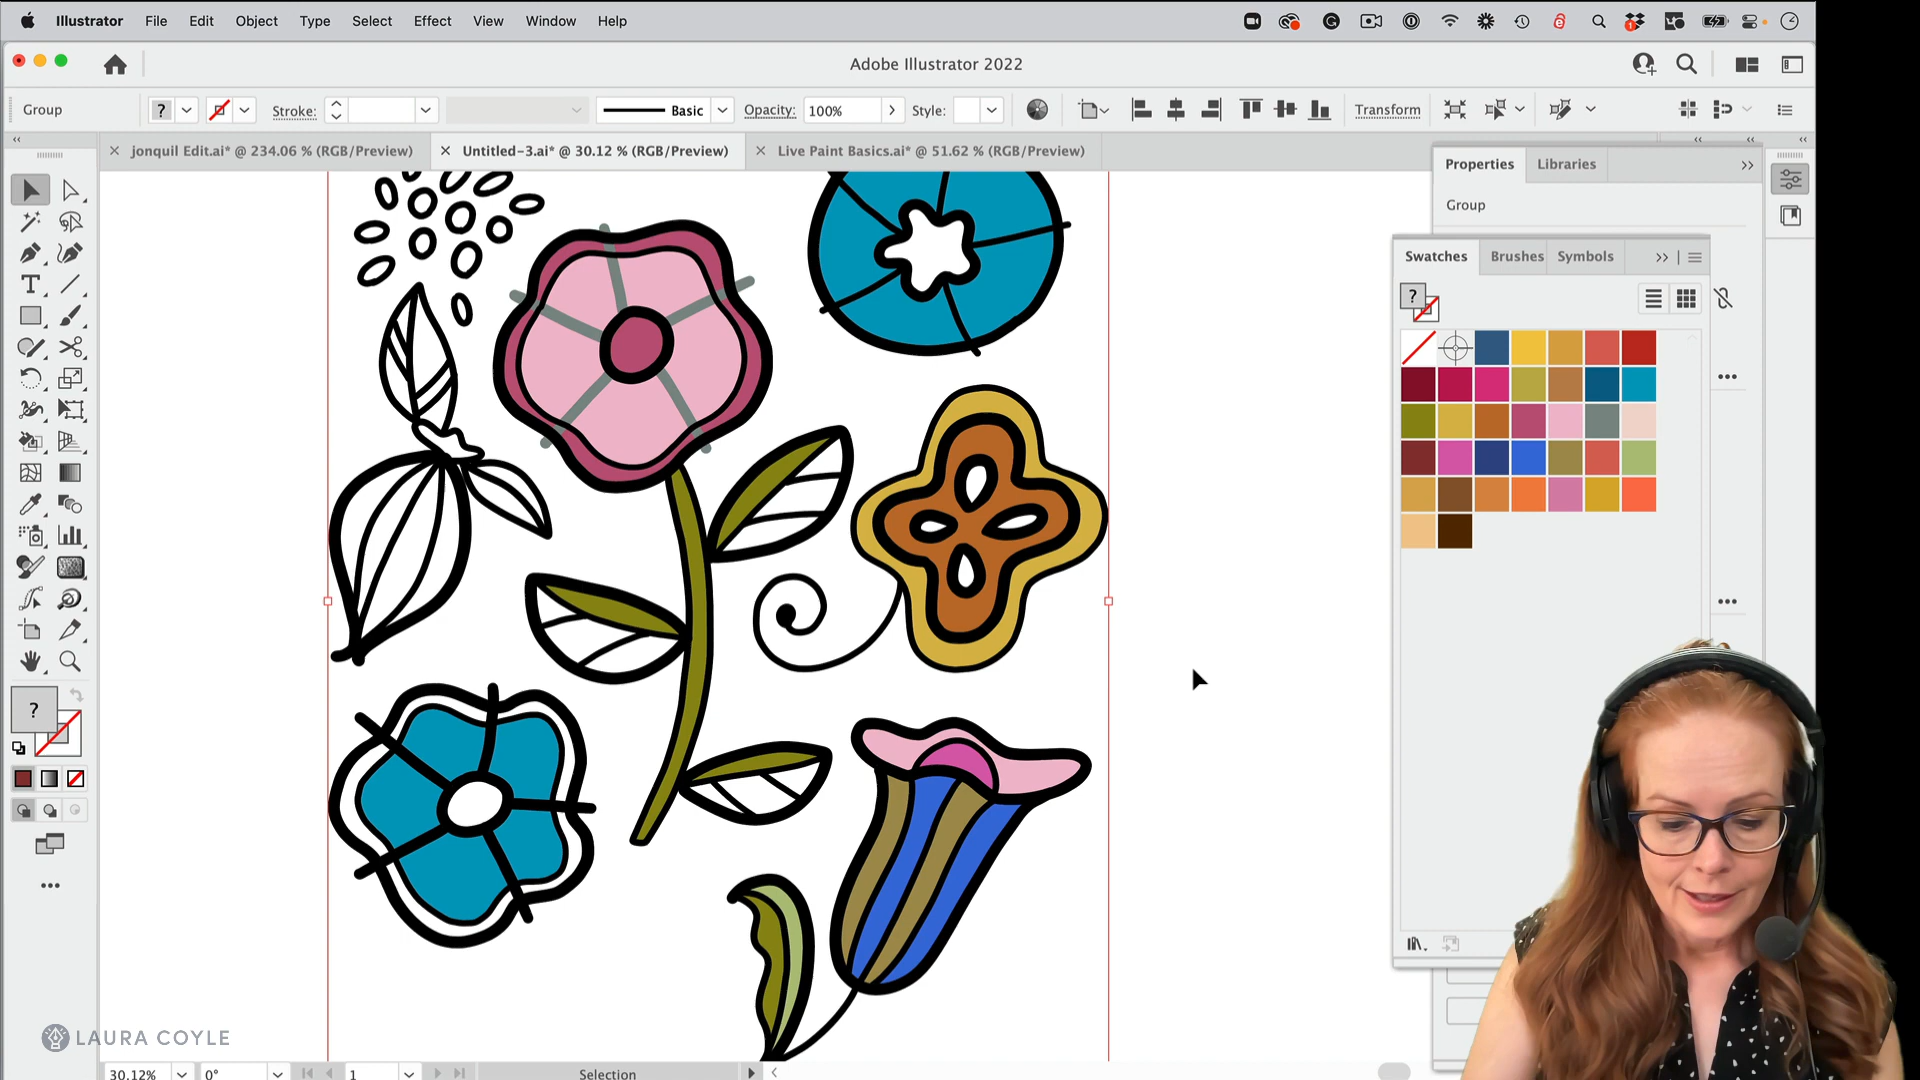 Illustrator File Edit Object Type Select Effect View Window Help
Adobe Illustrator 2022
Group ? Stroke: Basic Opacity: 100% Style: Transform
jonquil Edit.ai* @ 234.06 % (RGB/Preview) Untitled-3.ai* @ 30.12 % (RGB/Preview) Live Paint Basics.ai* @ 51.62 % (RGB/Preview)
Properties Libraries
Group
Swatches Brushes Symbols
?
?
LAURA COYLE
30.12% 0° 1 Selection